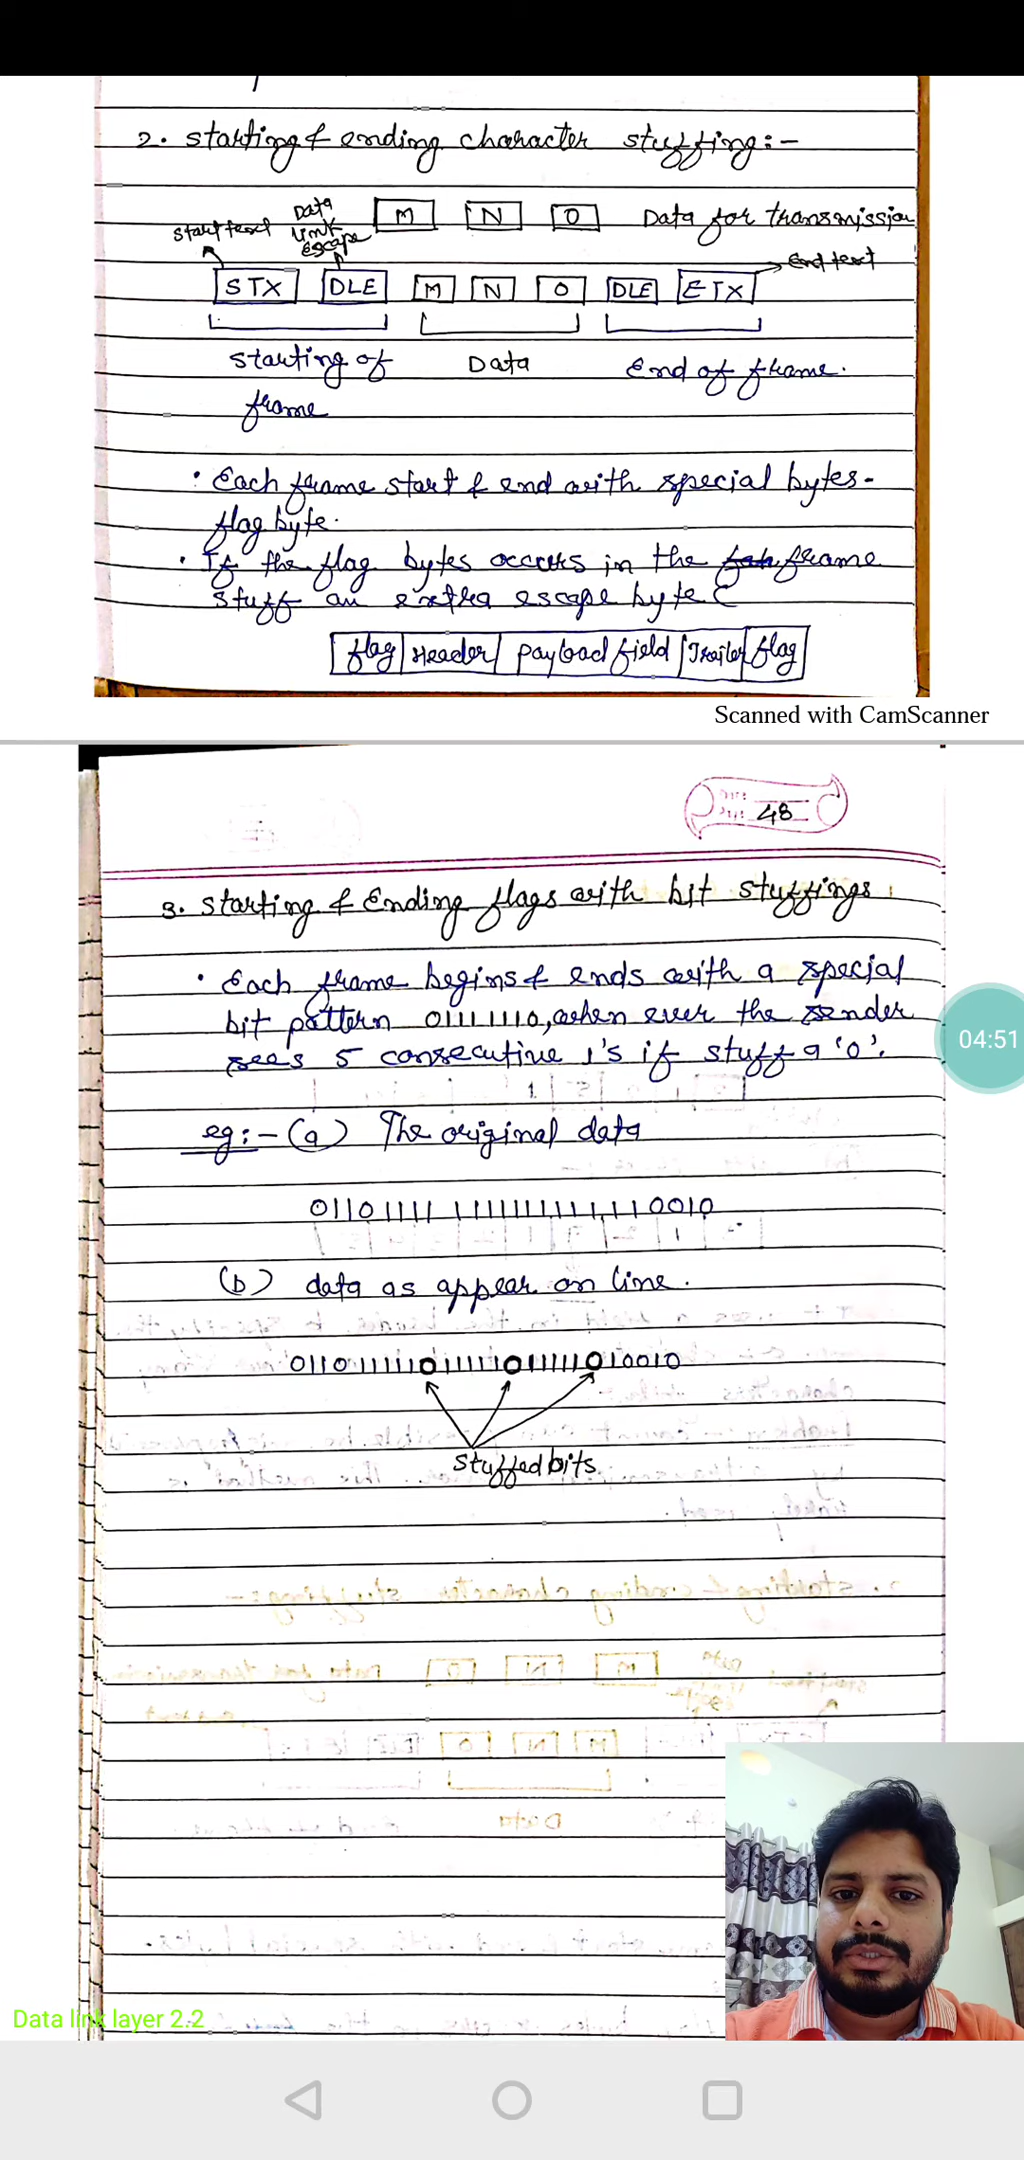 2. Starting & ending character stuffing:-
Data link escape
M N O Data for transmission
Start text
End text
STX DLE M N O DLE ETX
Starting of frame
Data
End of frame.
· Each frame start & end with special bytes-
flag byte.
· If the flag bytes occurs in the frame
stuff an extra escape byte (
flag Header payload field Trailer flag
Scanned with CamScanner
48
3. Starting & Ending flags with bit stuffings
· Each frame begins & ends with a special
bit pattern 01111110, when ever the sender
04:51
sees 5 consecutive 1's if stuff a '0'.
eg:- (a) The original data
(b) data as appear on line.
stuffed bits
Data link layer 2.2